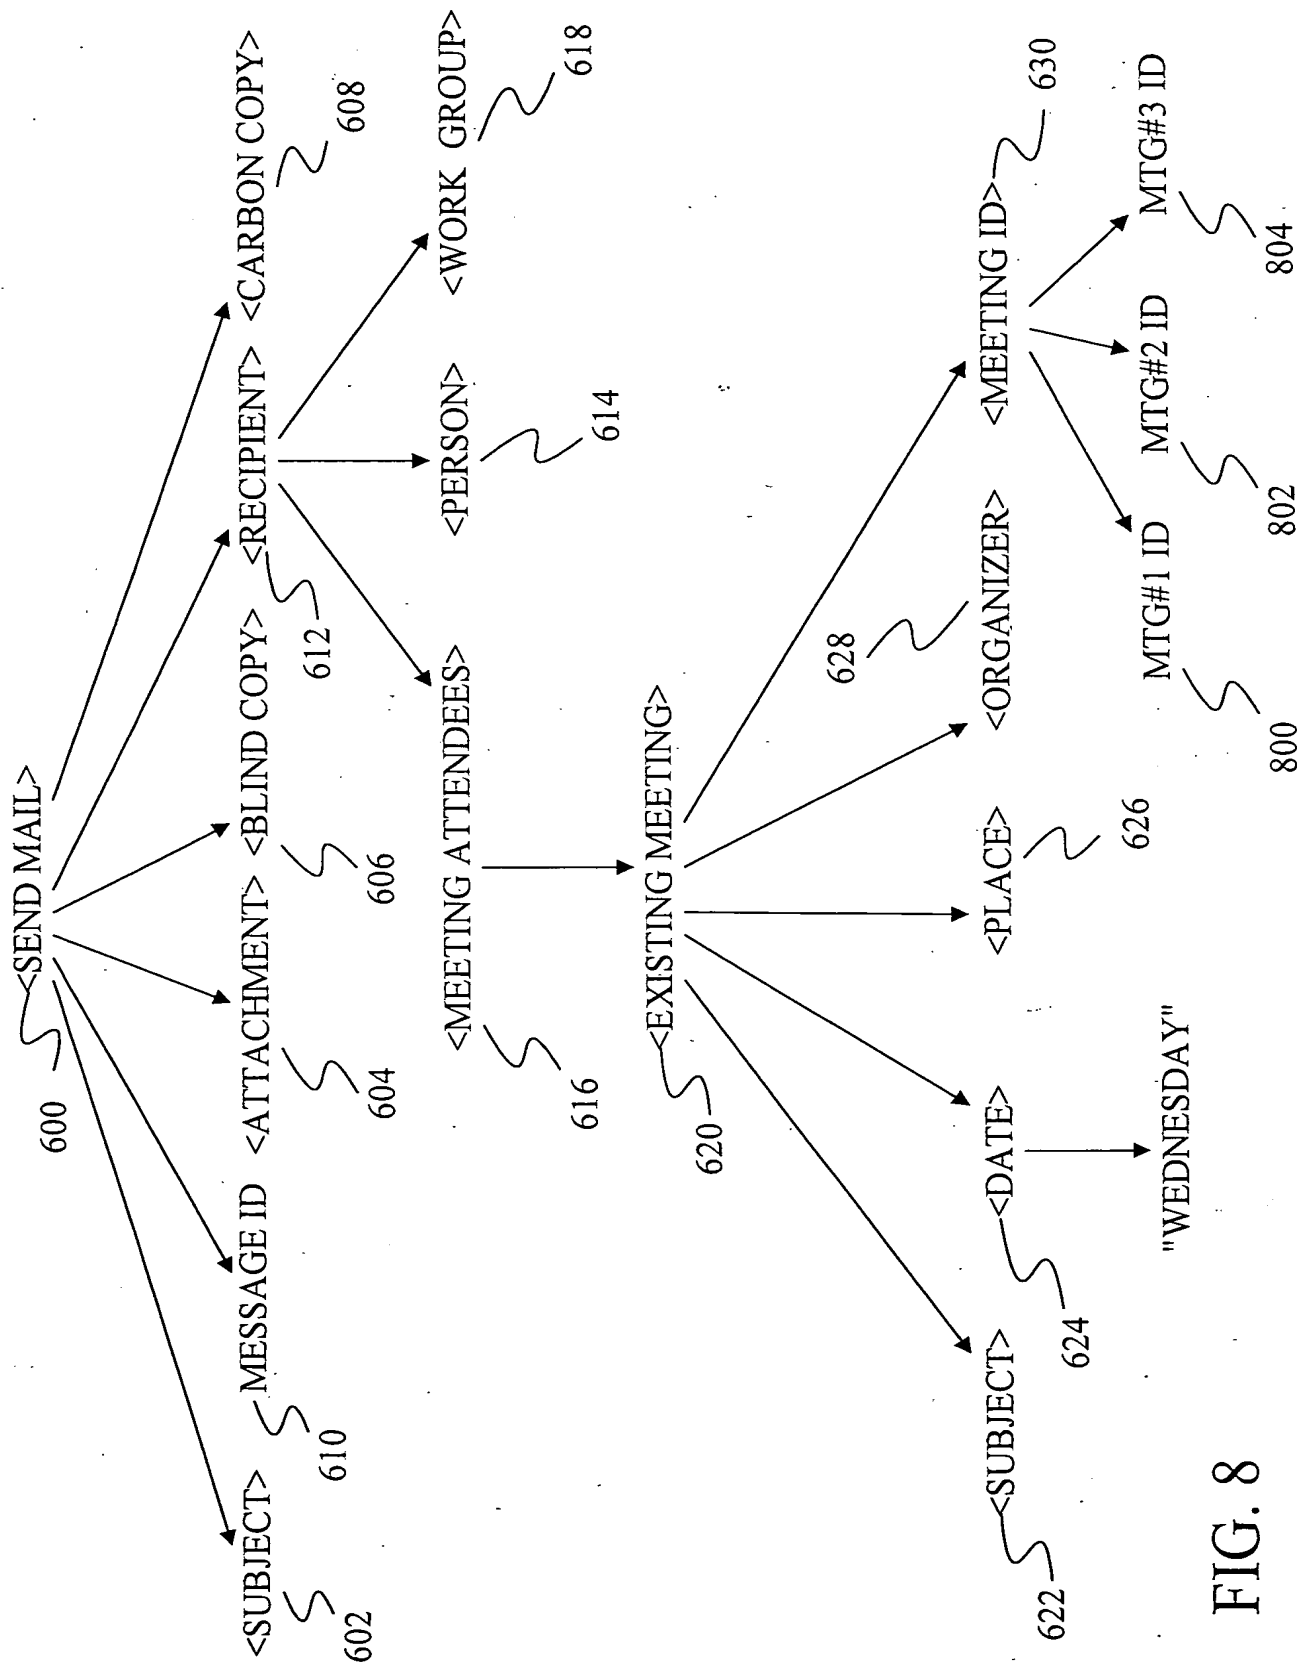 <SEND MAIL>
600
<SUBJECT> MESSAGE ID <ATTACHMENT> <BLIND COPY> <RECIPIENT> <CARBON COPY>
602 610 604 606 612 608
<MEETING ATTENDEES> <PERSON> <WORK GROUP>
616 614 618
<EXISTING MEETING>
620
628
<SUBJECT> <DATE> <PLACE> <ORGANIZER> <MEETING ID>
622 624 626 630
"WEDNESDAY" MTG#1 ID MTG#2 ID MTG#3 ID
800 802 804
FIG. 8